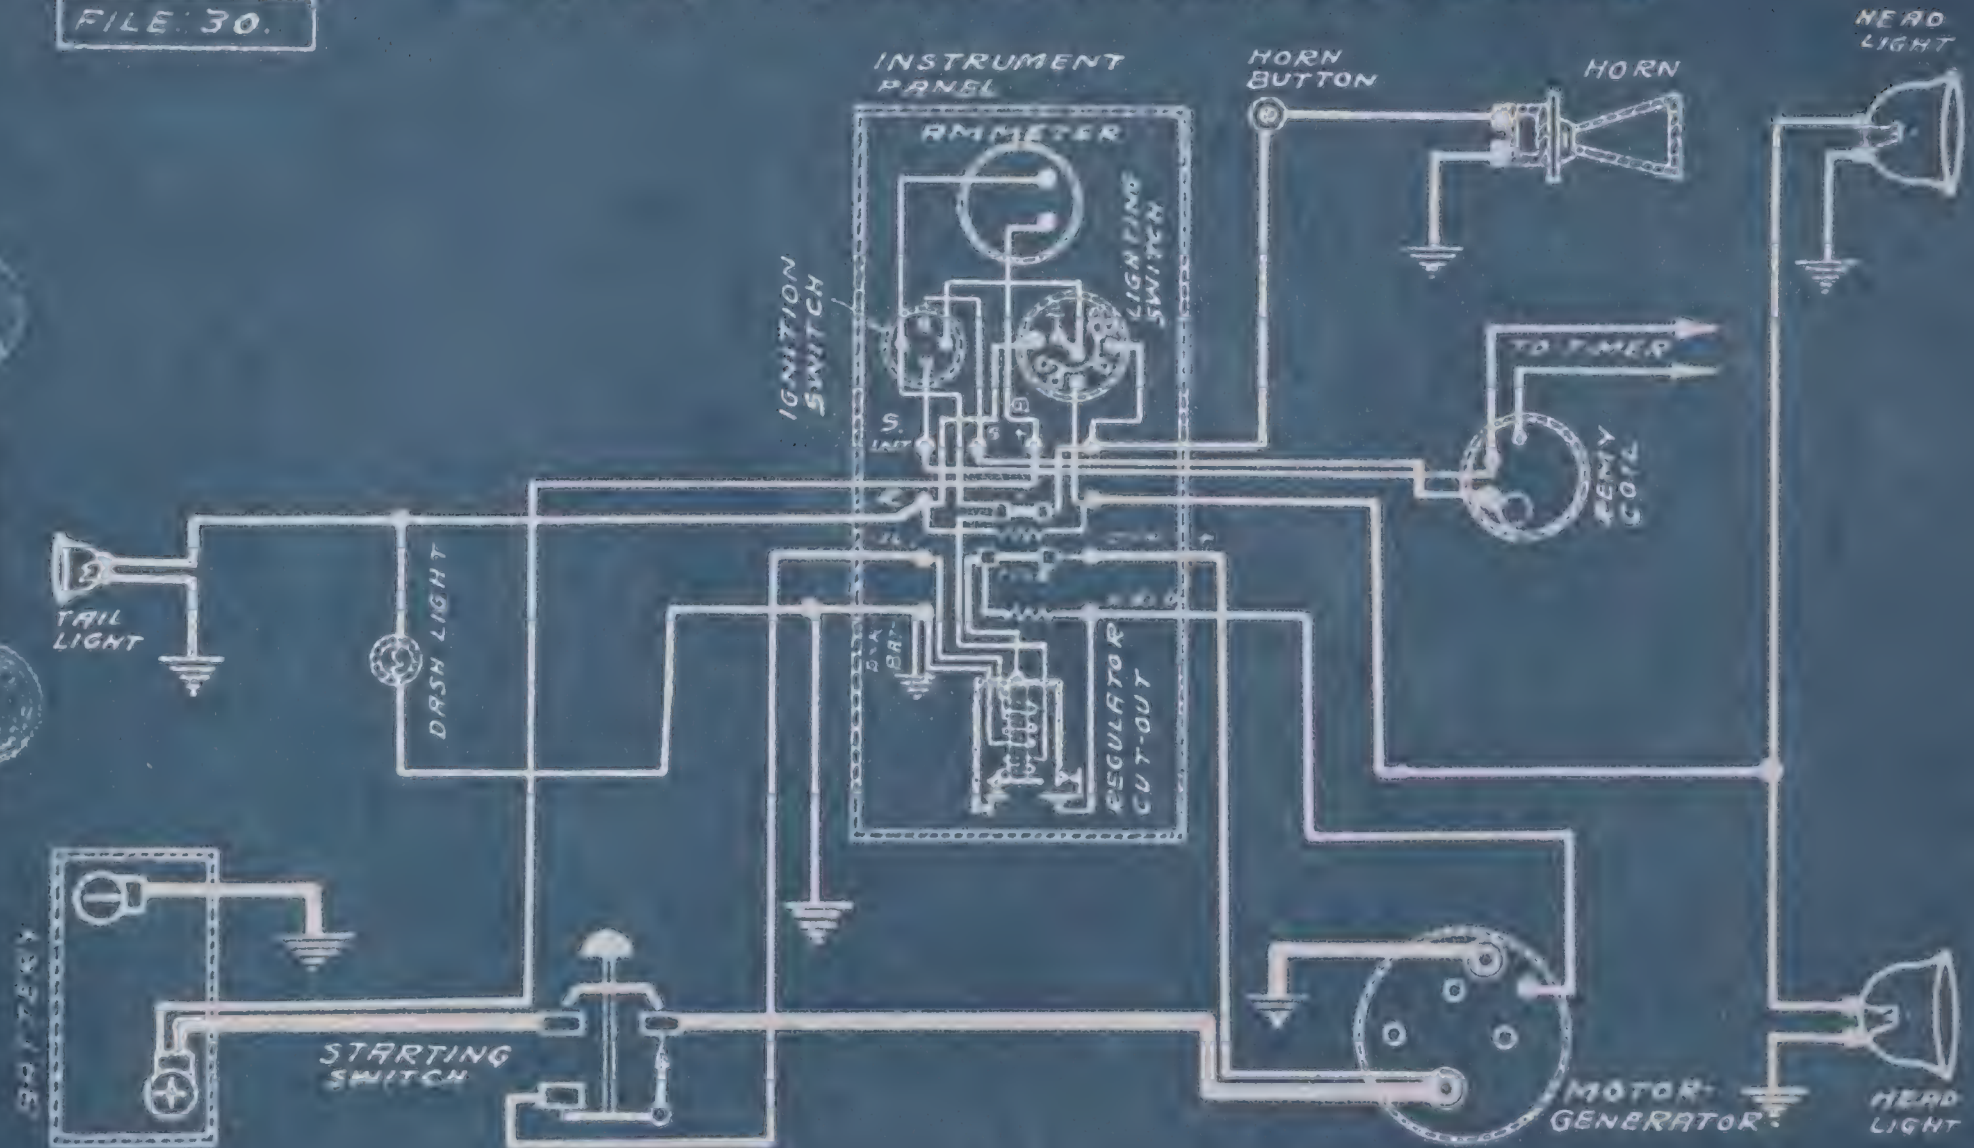 FILE: 30.
INSTRUMENT
PANEL
AMMETER
HORN
BUTTON
HORN
HEAD
LIGHT
LIGHTING
SWITCH
IGNITION
SWITCH
TO TIMER
REMY
COIL
S.
TAIL
LIGHT
DASH LIGHT
BAT
REGULATOR
CUT-OUT
BATTERY
STARTING
SWITCH
MOTOR-
GENERATOR
HEAD
LIGHT